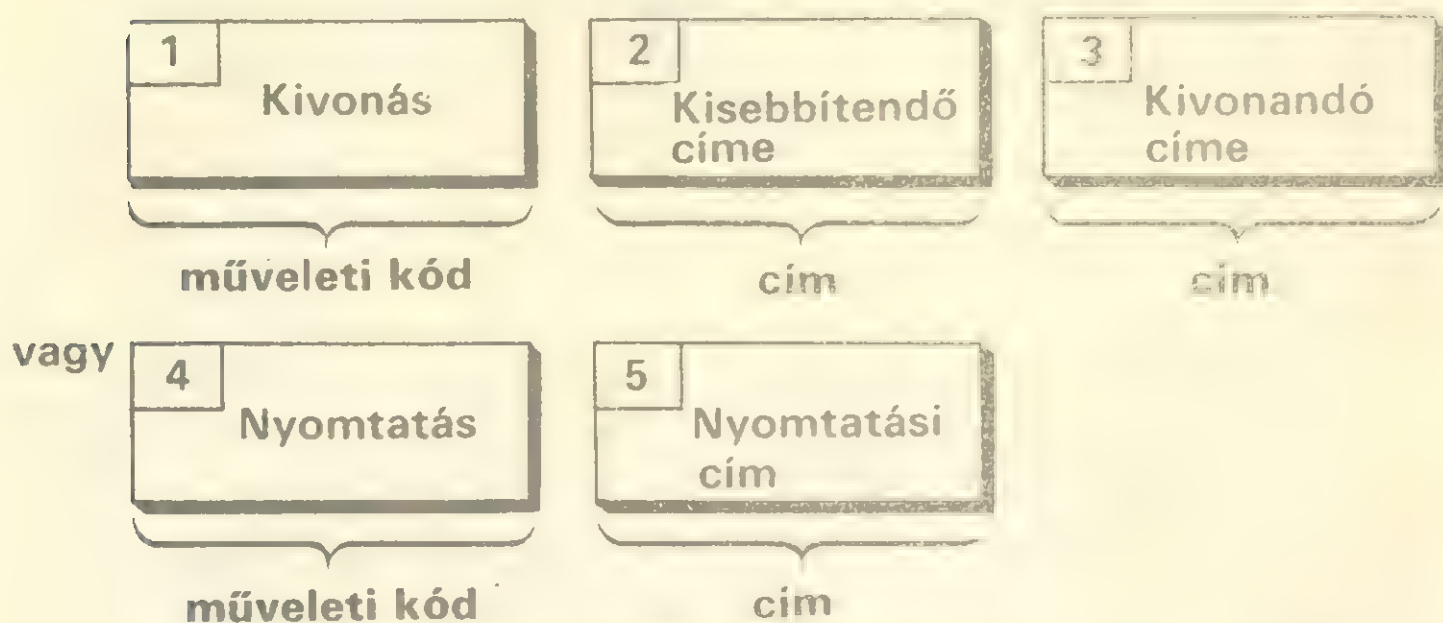 1
Kivonás
2
Kisebbítendő
címe
3
Kivonandó
címe
műveleti kód
cím
cím
vagy
4
Nyomtatás
5
Nyomtatási
cím
műveleti kód
cím